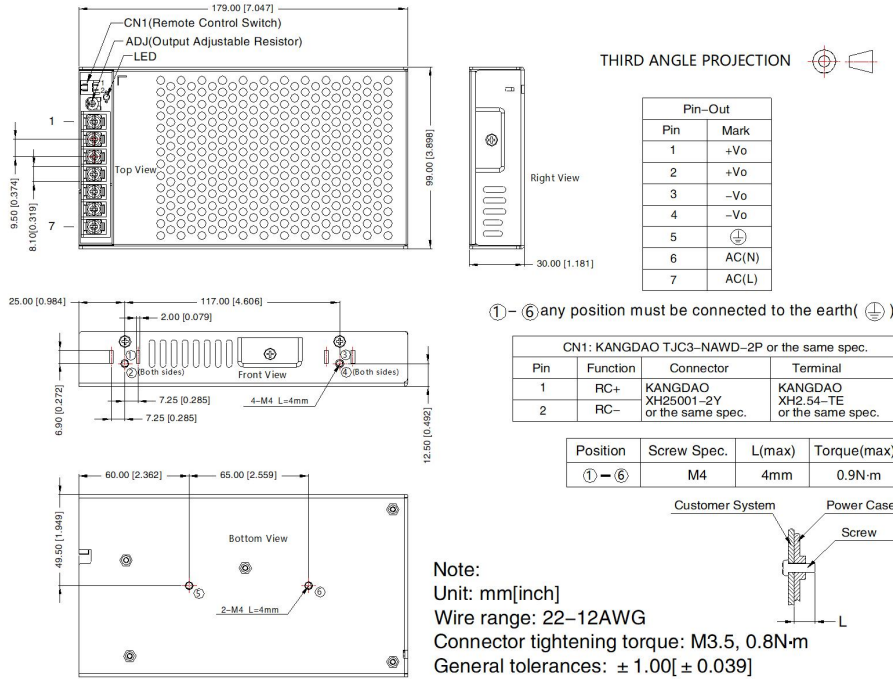 179.00 [7.047]
CN1(Remote Control Switch)
ADJ(Output Adjustable Resistor)
LED
1
2
1
7
Top View
9.50 [0.374]
8.10[0.319]
99.00 [3.898]
Right View
30.00 [1.181]
THIRD ANGLE PROJECTION
Pin–Out
Pin Mark
1 +Vo
2 +Vo
3 –Vo
4 –Vo
5
6 AC(N)
7 AC(L)
①– ⑥any position must be connected to the earth( )
25.00 [0.984]
117.00 [4.606]
2.00 [0.079]
①
②(Both sides)
Front View
③
④(Both sides)
4–M4 L=4mm
7.25 [0.285]
7.25 [0.285]
6.90 [0.272]
12.50 [0.492]
CN1: KANGDAO TJC3–NAWD–2P or the same spec.
Pin Function Connector Terminal
1 RC+ KANGDAO XH25001–2Y or the same spec. KANGDAO XH2.54–TE or the same spec.
2 RC–
Position Screw Spec. L(max) Torque(max)
①–⑥ M4 4mm 0.9N·m
60.00 [2.362]
65.00 [2.559]
49.50 [1.949]
Bottom View
⑤
⑥
2–M4 L=4mm
Customer System
Power Case
Screw
L
Note:
Unit: mm[inch]
Wire range: 22–12AWG
Connector tightening torque: M3.5, 0.8N·m
General tolerances: ±1.00[±0.039]